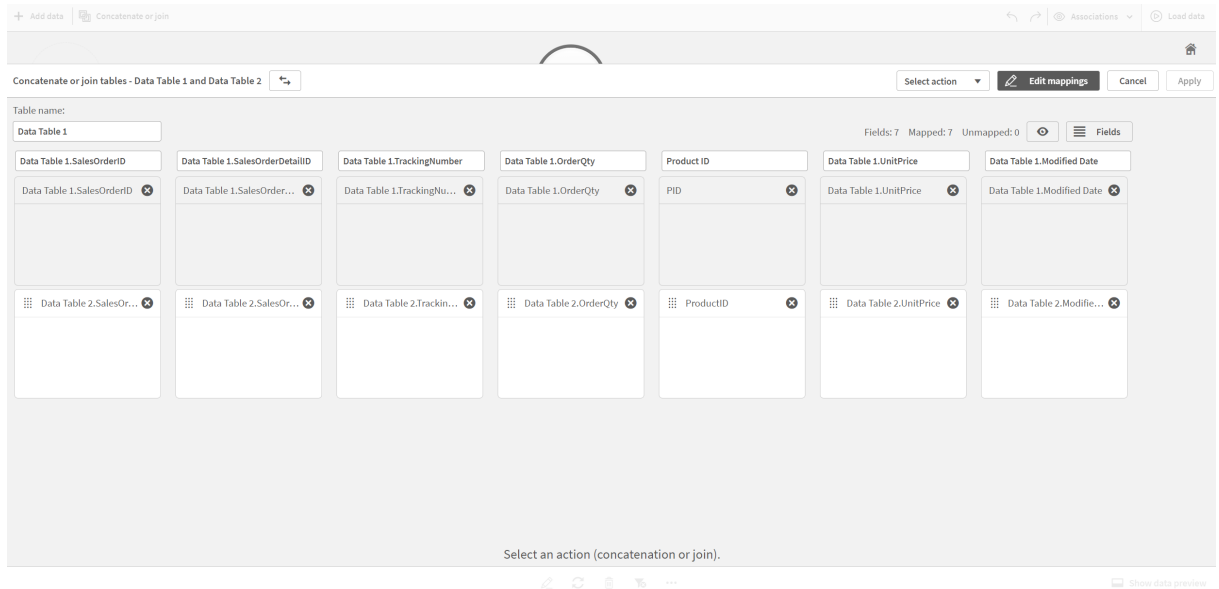 Add data Concatenate or join Associations Load data
Concatenate or join tables - Data Table 1 and Data Table 2 Select action Edit mappings Cancel Apply
Table name:
Data Table 1 Fields: 7 Mapped: 7 Unmapped: 0 Fields
Data Table 1.SalesOrderID Data Table 1.SalesOrderDetailID Data Table 1.TrackingNumber Data Table 1.OrderQty Product ID Data Table 1.UnitPrice Data Table 1.Modified Date
Data Table 1.SalesOrderID Data Table 1.SalesOrder... Data Table 1.TrackingNu... Data Table 1.OrderQty PID Data Table 1.UnitPrice Data Table 1.Modified Date
Data Table 2.SalesOr... Data Table 2.SalesOr... Data Table 2.Trackin... Data Table 2.OrderQty ProductID Data Table 2.UnitPrice Data Table 2.Modifie...
Select an action (concatenation or join).
Show data preview